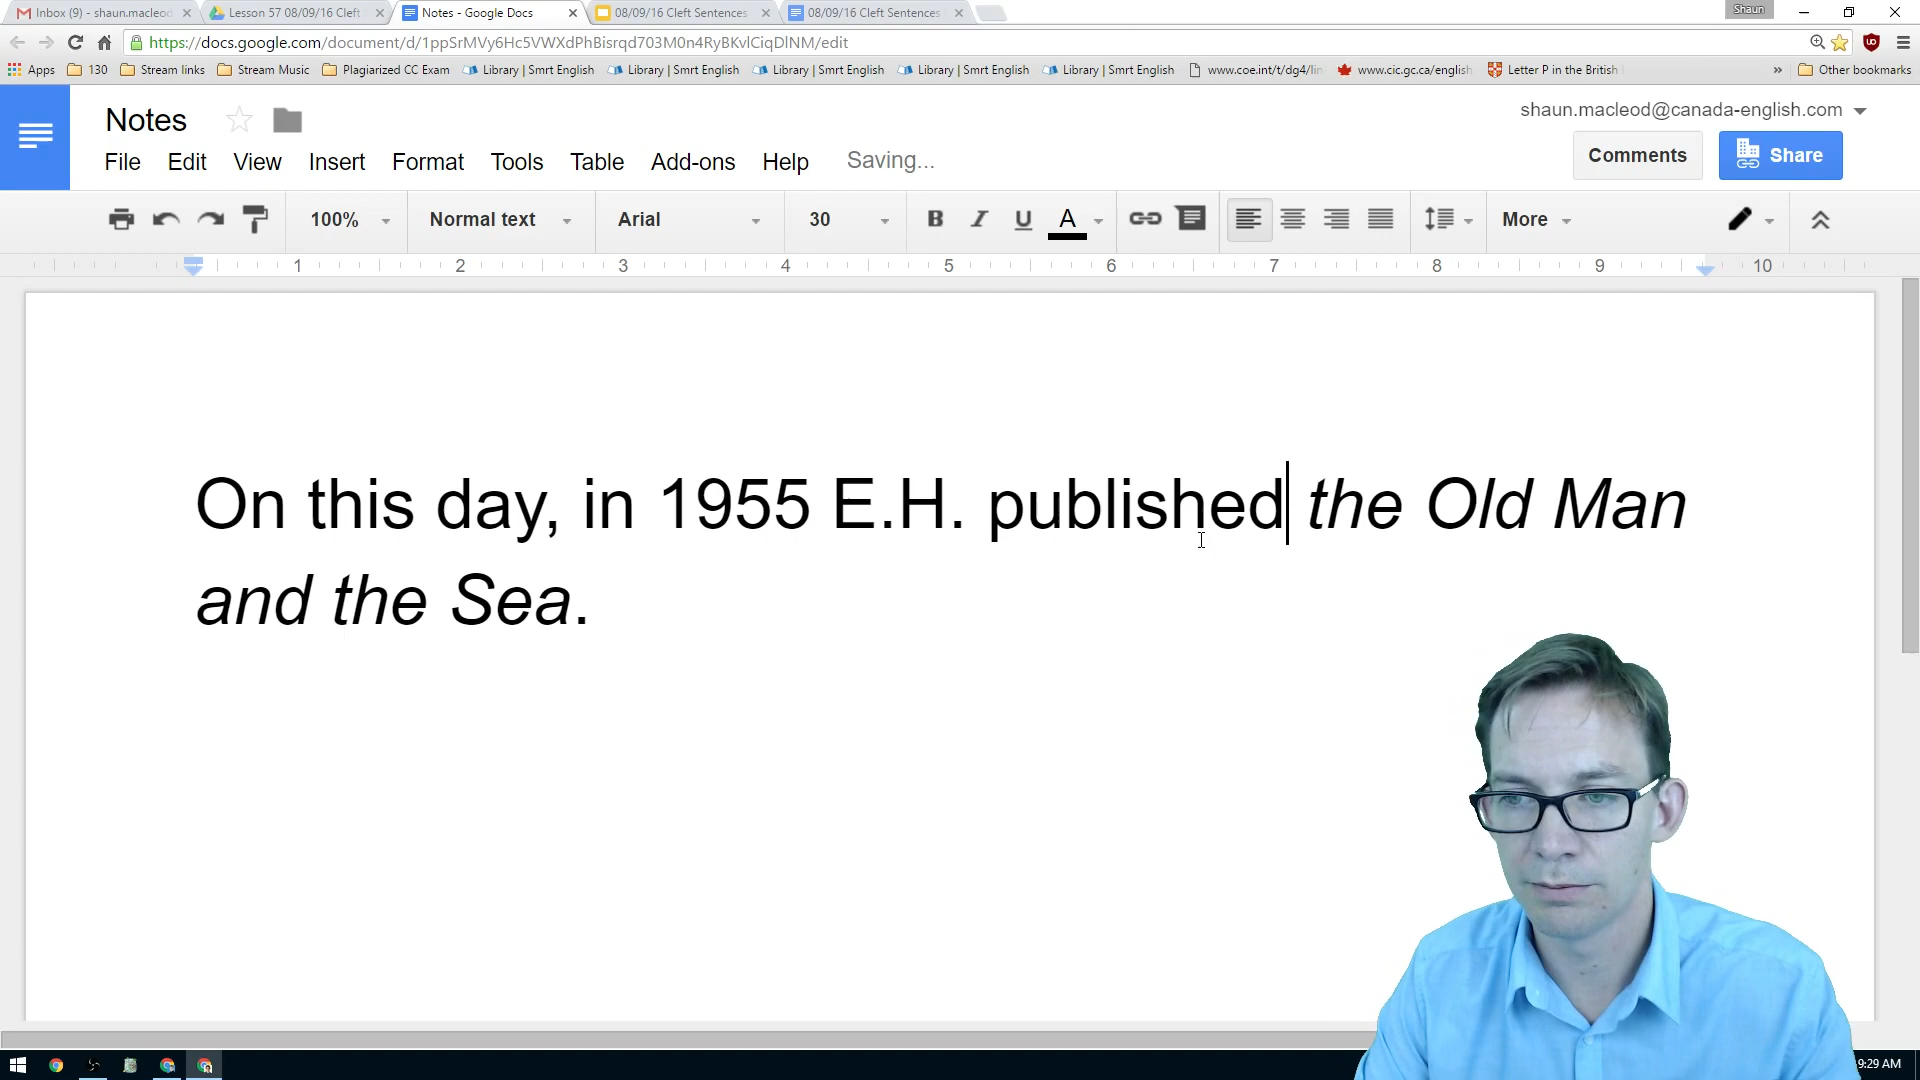 Inbox (9) - shaun.macleod
Lesson 57 08/09/16 Cleft
Notes - Google Docs
08/09/16 Cleft Sentences
08/09/16 Cleft Sentences
Shaun
https://docs.google.com/document/d/1ppSrMVy6Hc5VWXdPhBisrqd703M0n4RyBKvlCiqDlNM/edit
Apps
130
Stream links
Stream Music
Plagiarized CC Exam
Library | Smrt English
Library | Smrt English
Library | Smrt English
Library | Smrt English
Library | Smrt English
www.coe.int/t/dg4/lin
www.cic.gc.ca/english
Letter P in the British
» Other bookmarks
Notes
shaun.macleod@canada-english.com
File Edit View Insert Format Tools Table Add-ons Help Saving...
Comments
Share
100% Normal text Arial 30 B I U A More
1 2 3 4 5 6 7 8 9 10
On this day, in 1955 E.H. published the Old Man
and the Sea.
9:29 AM